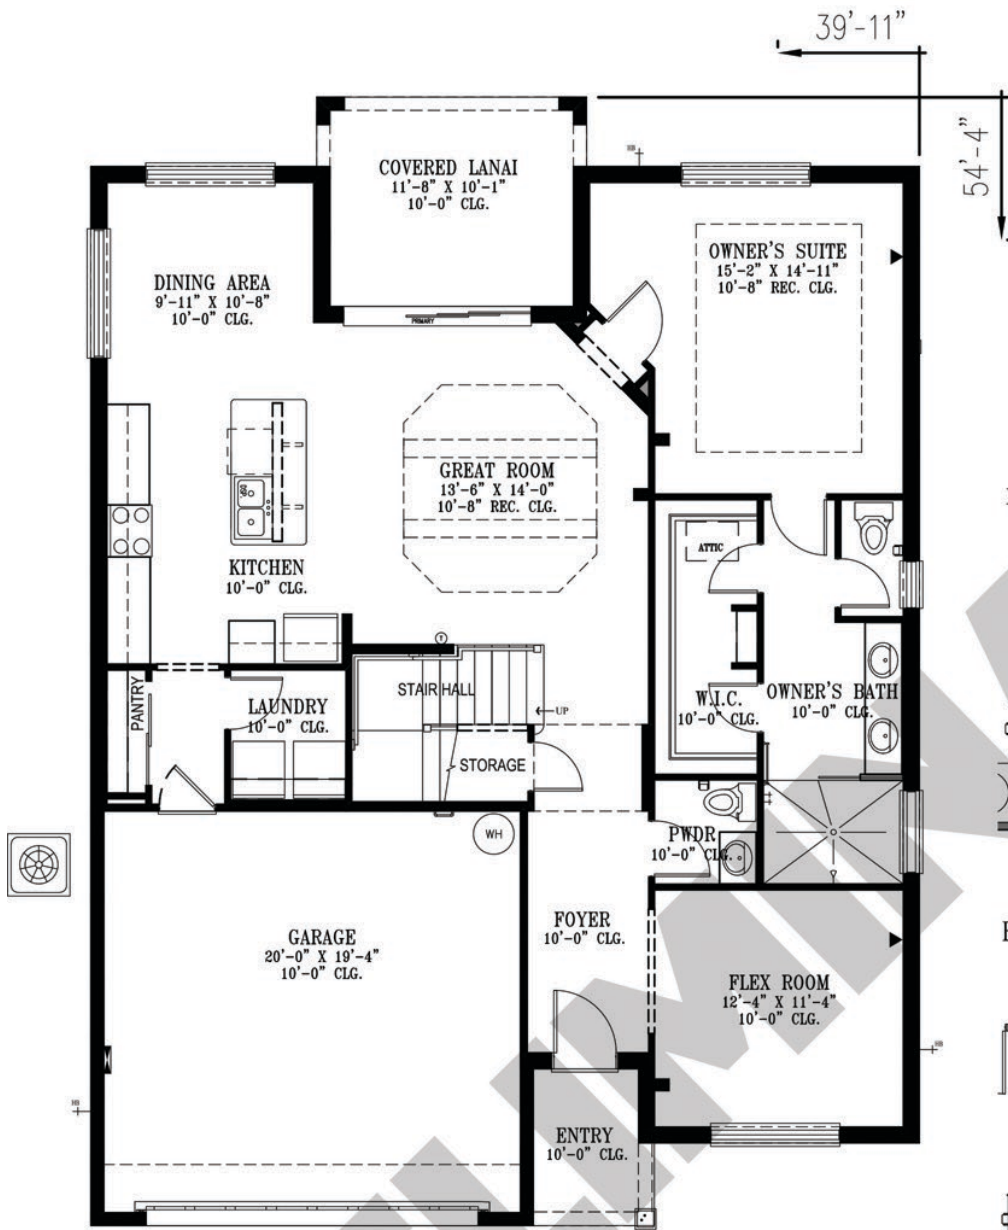 39'-11"
54'-4"
HB
COVERED LANAI
11'-8" X 10'-1"
10'-0" CLG.
OWNER'S SUITE
15'-2" X 14'-11"
10'-8" REC. CLG.
DINING AREA
9'-11" X 10'-8"
10'-0" CLG.
PRIMARY
GREAT ROOM
13'-6" X 14'-0"
10'-8" REC. CLG.
DSP.
ATTIC
KITCHEN
10'-0" CLG.
T
STAIR HALL
UP
PANTRY
LAUNDRY
10'-0" CLG.
W.I.C.
10'-0" CLG.
OWNER'S BATH
10'-0" CLG.
STORAGE
WH
PWDR
10'-0" CLG.
GARAGE
20'-0" X 19'-4"
10'-0" CLG.
FOYER
10'-0" CLG.
FLEX ROOM
12'-4" X 11'-4"
10'-0" CLG.
HB
HB
ENTRY
10'-0" CLG.